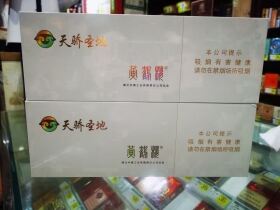 天骄圣地
黄鹤楼
本公司提示
吸烟有害健康
请勿在禁烟场所吸烟
天骄圣地
黄鹤楼
本公司提示
吸烟有害健康
请勿在禁烟场所吸烟